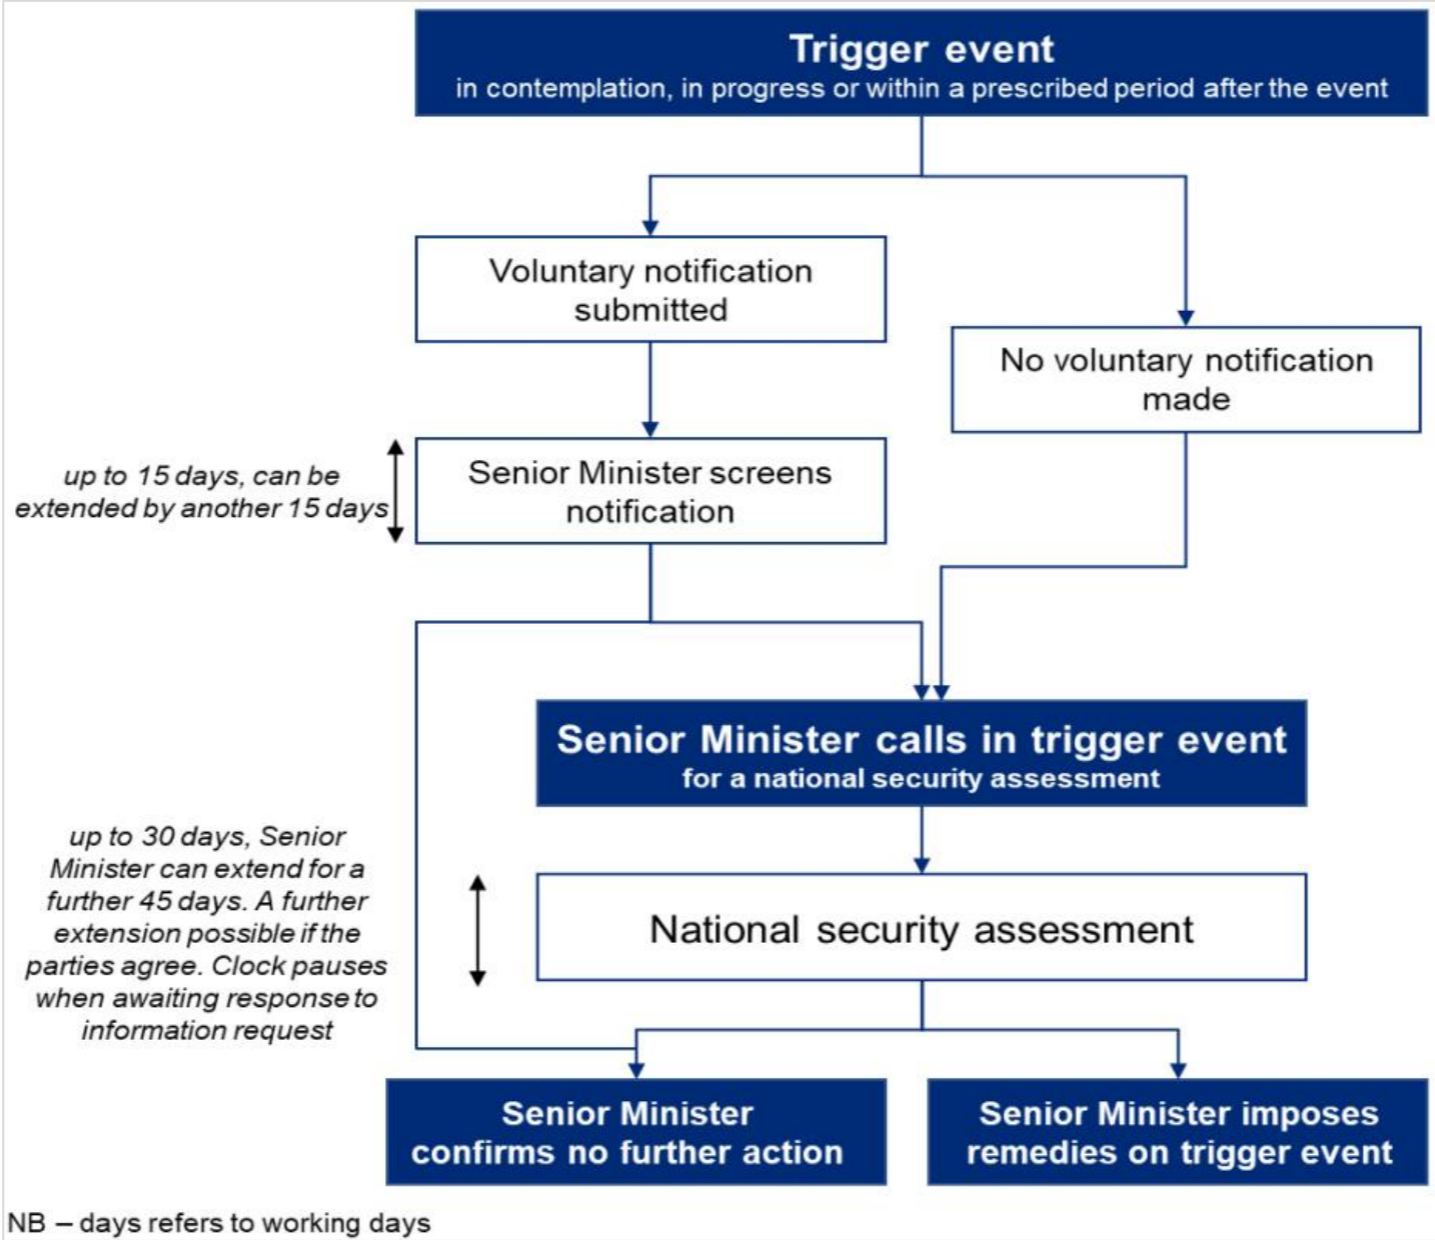 Trigger event
in contemplation, in progress or within a prescribed period after the event
Voluntary notification
submitted
No voluntary notification
made
up to 15 days, can be
extended by another 15 days
Senior Minister screens
notification
Senior Minister calls in trigger event
for a national security assessment
up to 30 days, Senior
Minister can extend for a
further 45 days. A further
extension possible if the
parties agree. Clock pauses
when awaiting response to
information request
National security assessment
Senior Minister
confirms no further action
Senior Minister imposes
remedies on trigger event
NB – days refers to working days